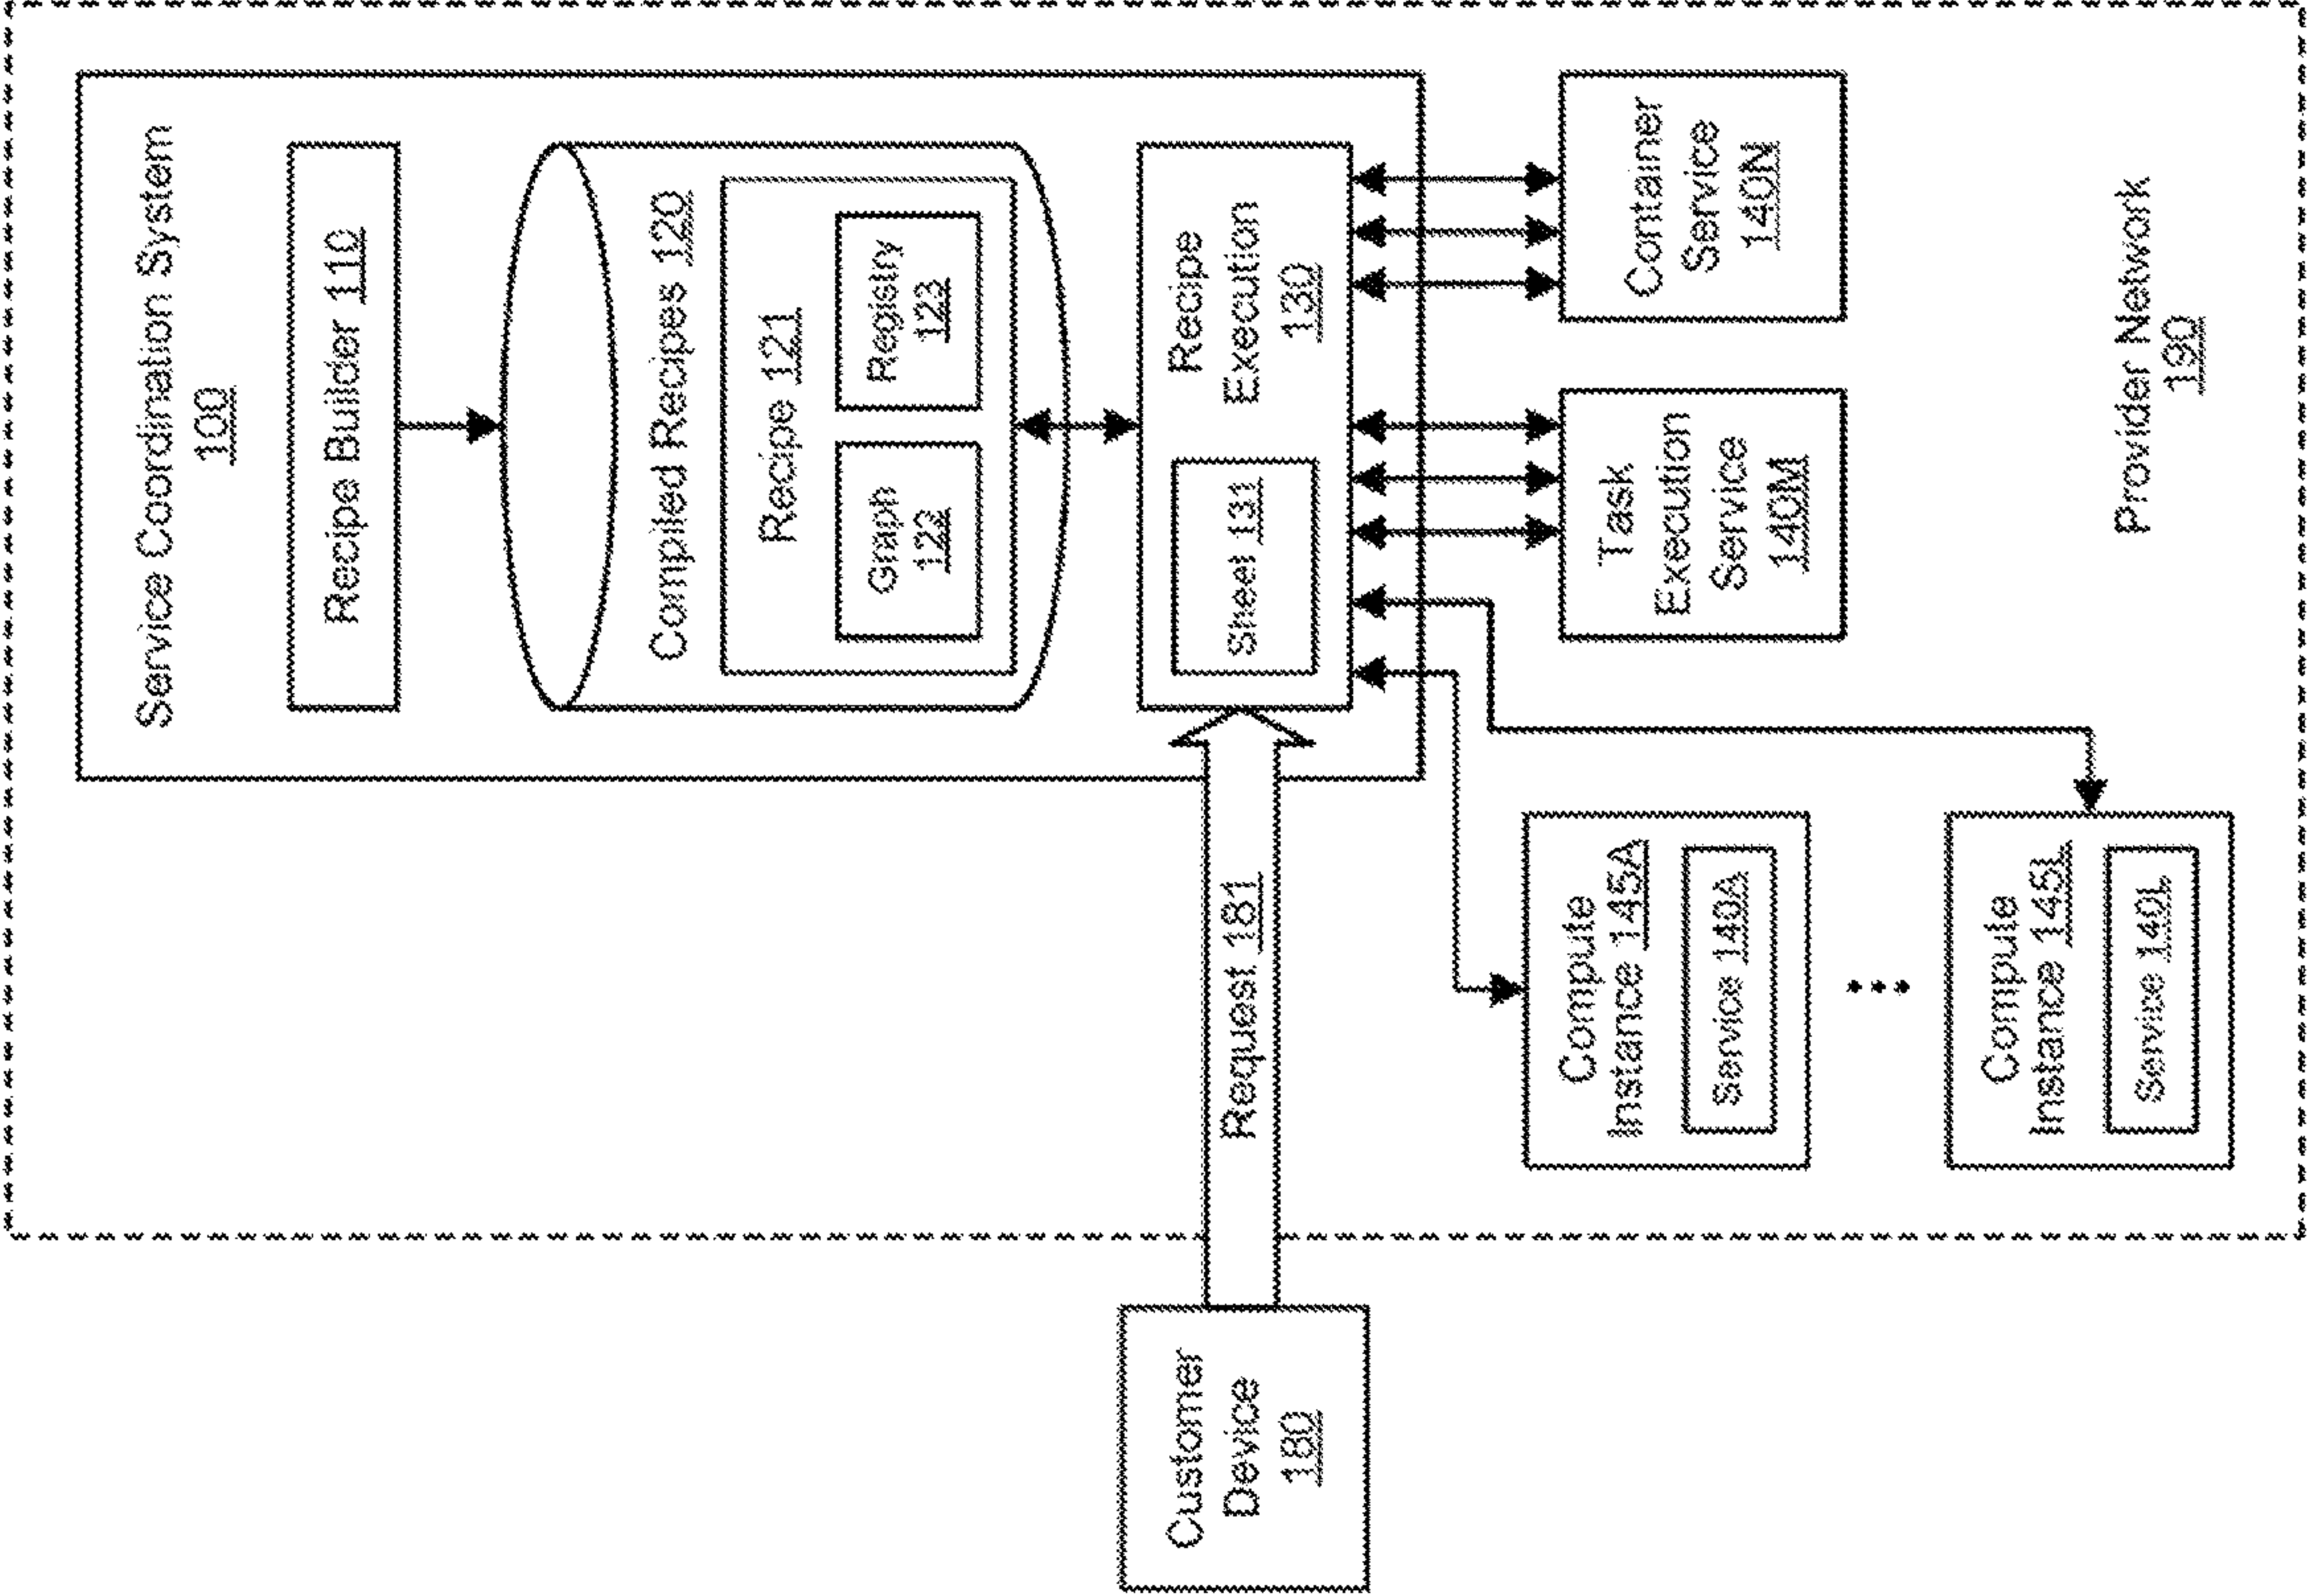 Service Coordination System
100
Recipe Builder 110
Compiled Recipes 120
Recipe 121
Graph
122
Registry
123
Recipe
Execution
130
Sheet 131
Customer
Device
180
Request 181
Compute
Instance 145A
Service 140A
Compute
Instance 145L
Service 140L
Task
Execution
Service
140M
Container
Service
140N
Provider Network
190